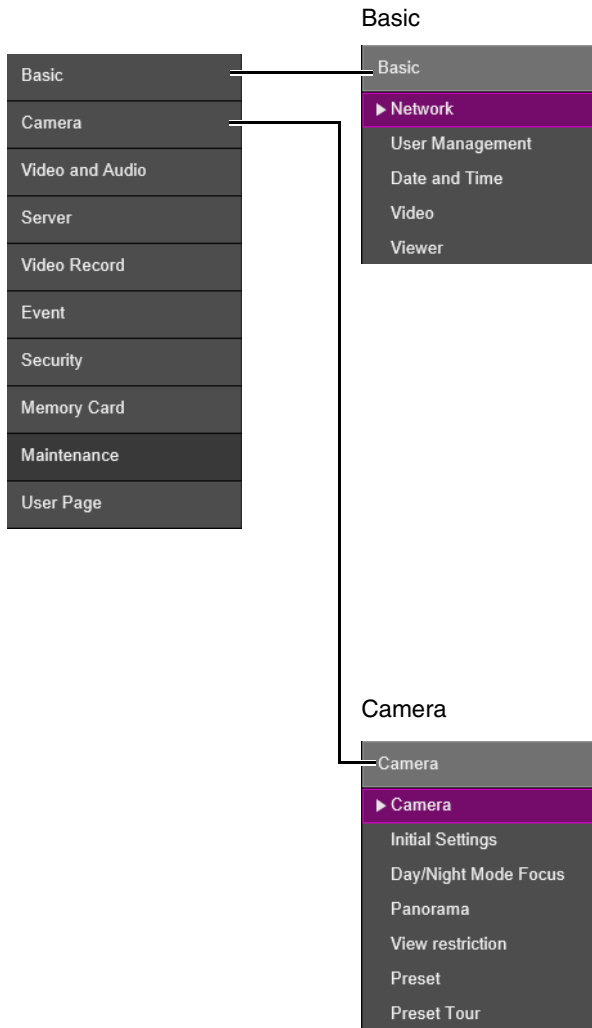 Basic
Basic
Camera
Video and Audio
Server
Video Record
Event
Security
Memory Card
Maintenance
User Page
Basic
▶ Network
User Management
Date and Time
Video
Viewer
Camera
Camera
▶ Camera
Initial Settings
Day/Night Mode Focus
Panorama
View restriction
Preset
Preset Tour